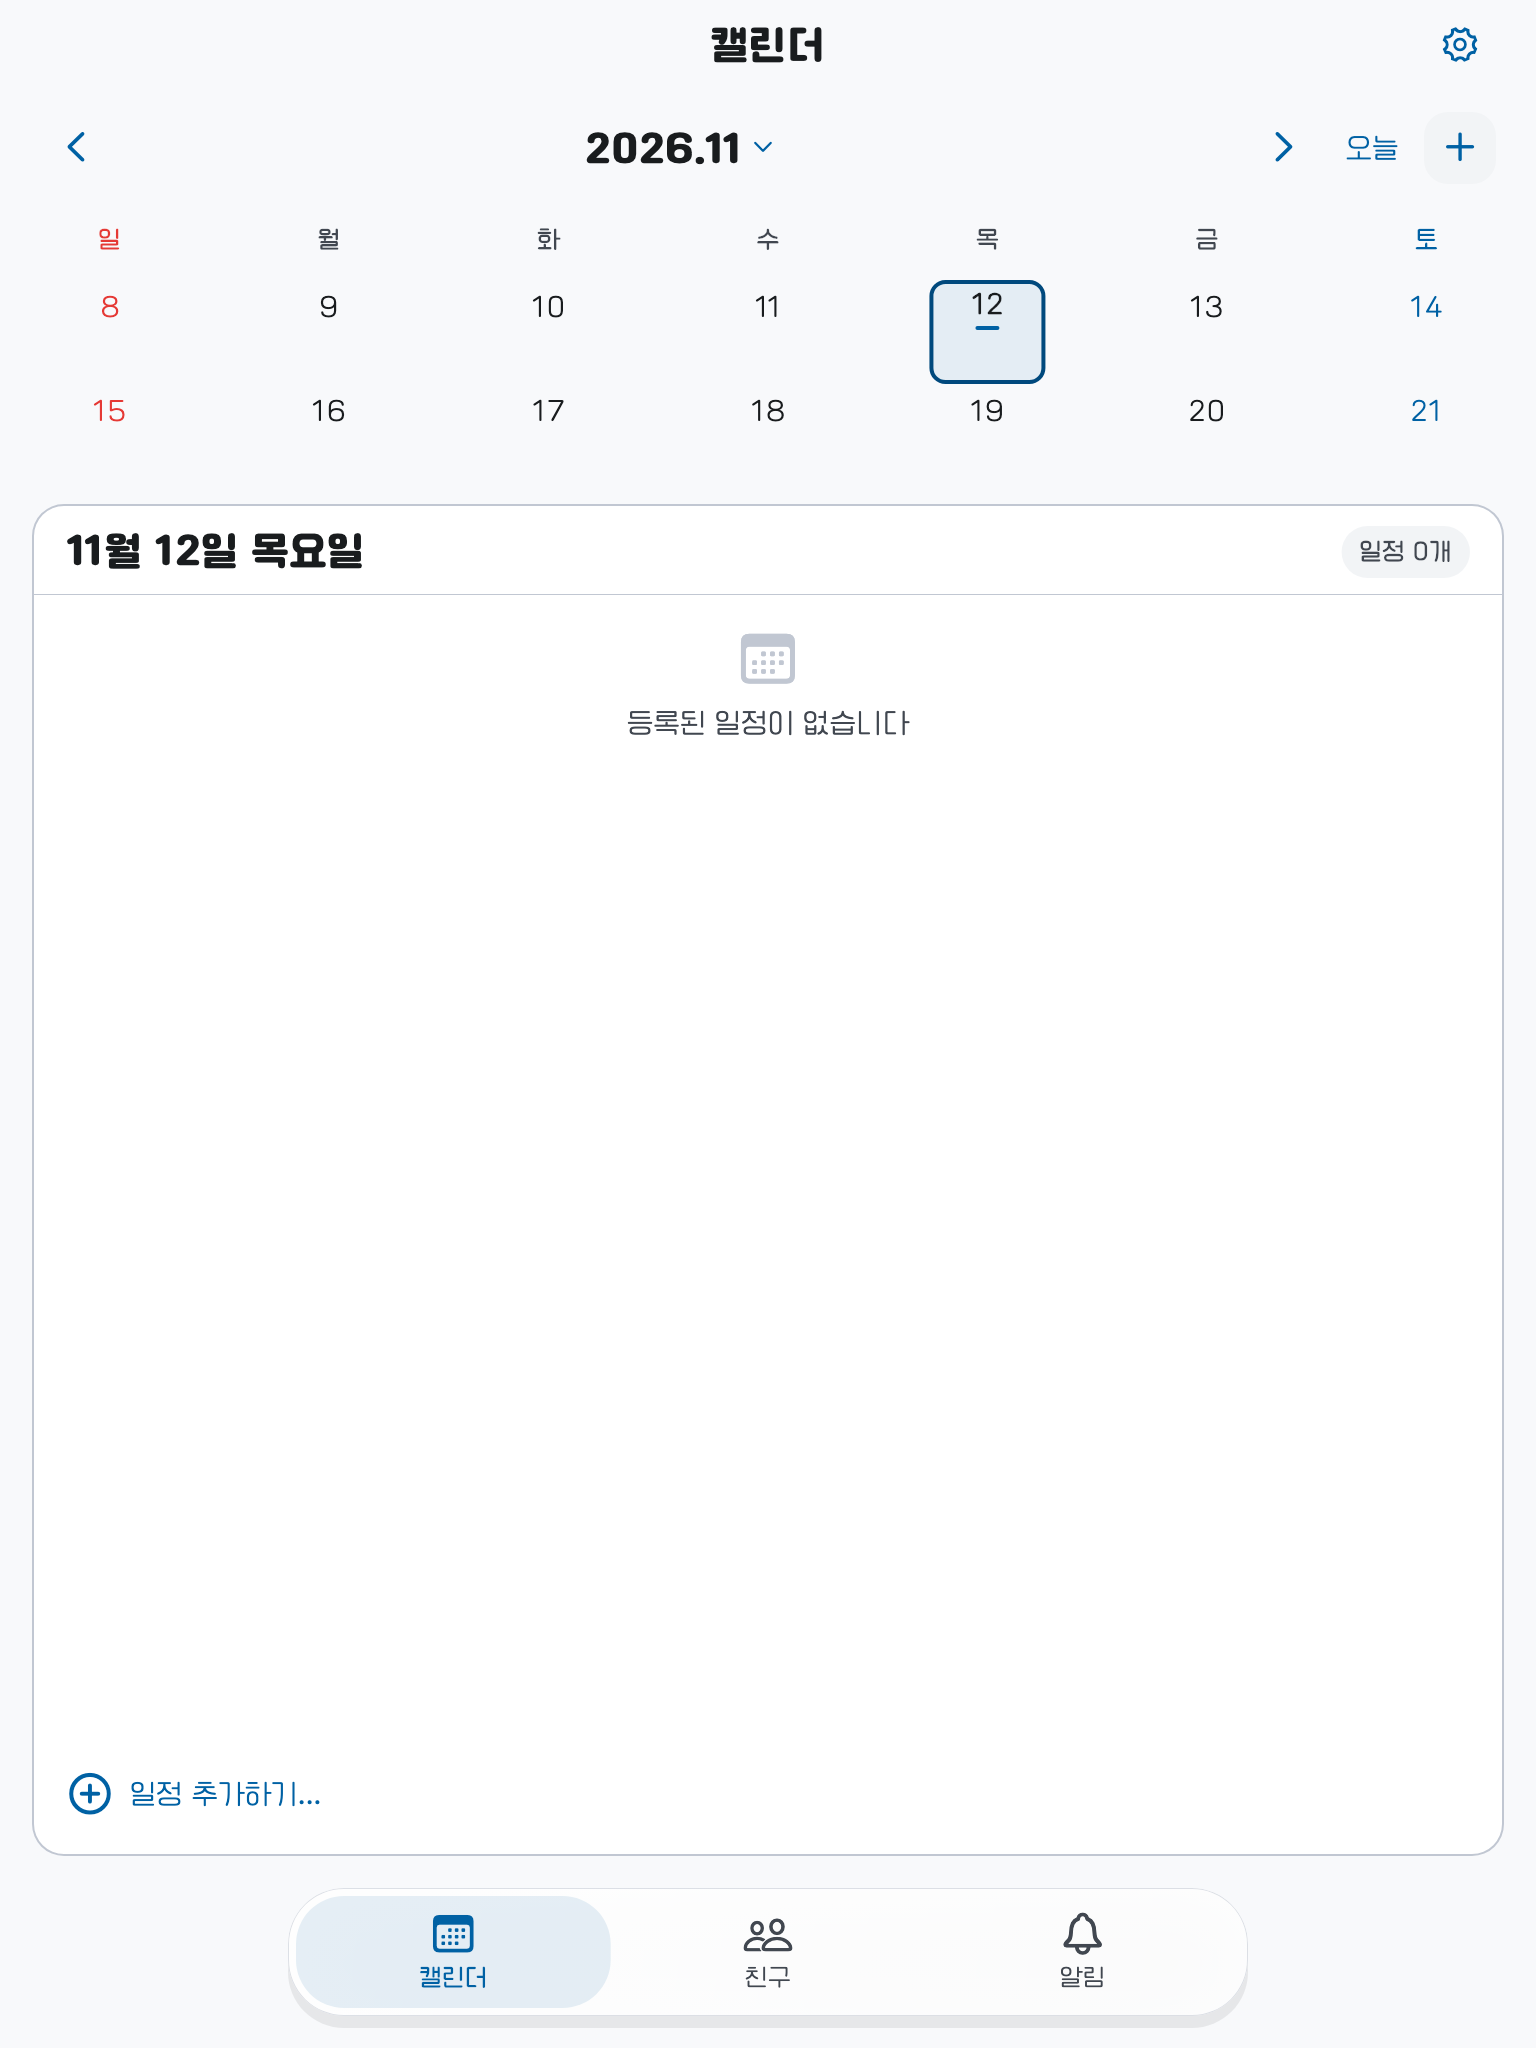 캘린더
2026.11
오늘
일 월 화 수 목 금 토
8 9 10 11 12 13 14
15 16 17 18 19 20 21
11월 12일 목요일
일정 0개
등록된 일정이 없습니다
일정 추가하기...
캘린더 친구 알림